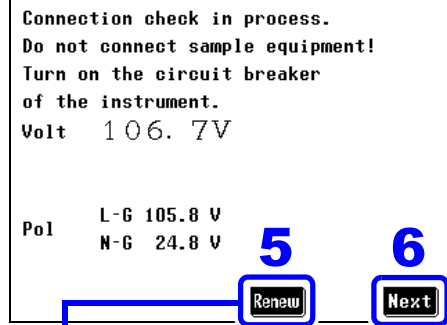 Connection check in process.
Do not connect sample equipment!
Turn on the circuit breaker
of the instrument.
Volt 106. 7V
Pol L-G 105.8 V
N-G 24.8 V
5 6
Renew Next